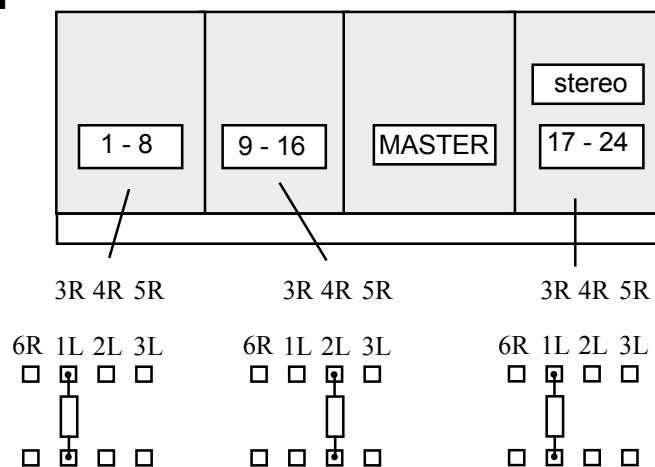 stereo
1 - 8 9 - 16 MASTER 17 - 24
3R 4R 5R 3R 4R 5R 3R 4R 5R
6R 1L 2L 3L 6R 1L 2L 3L 6R 1L 2L 3L